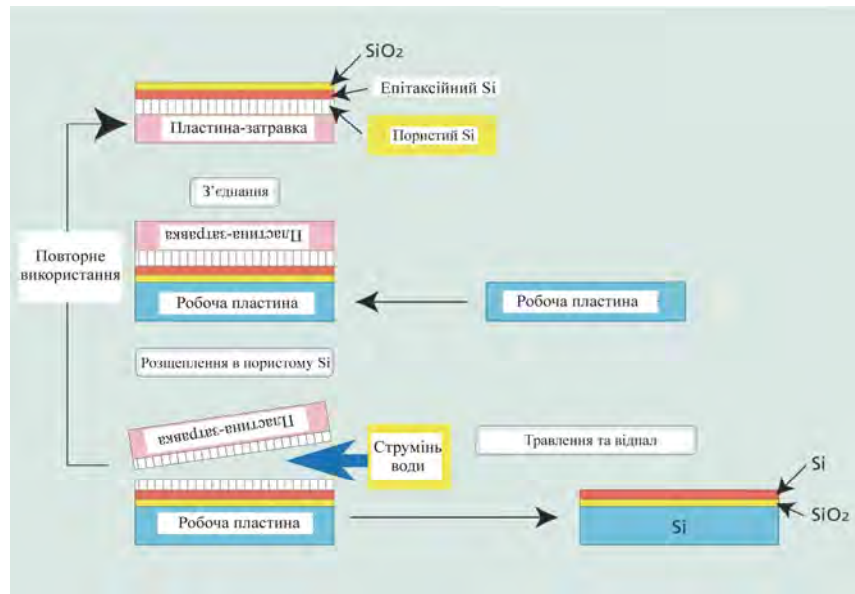 SiO2
Епітаксійний Si
Пластина-затравка
Пористий Si
З’єднання
Пластина-затравка
Повторне
використання
Робоча пластина
Робоча пластина
Розщеплення в пористому Si
Пластина-затравка
Струмінь
води
Травлення та відпал
Si
Робоча пластина
Si
SiO2